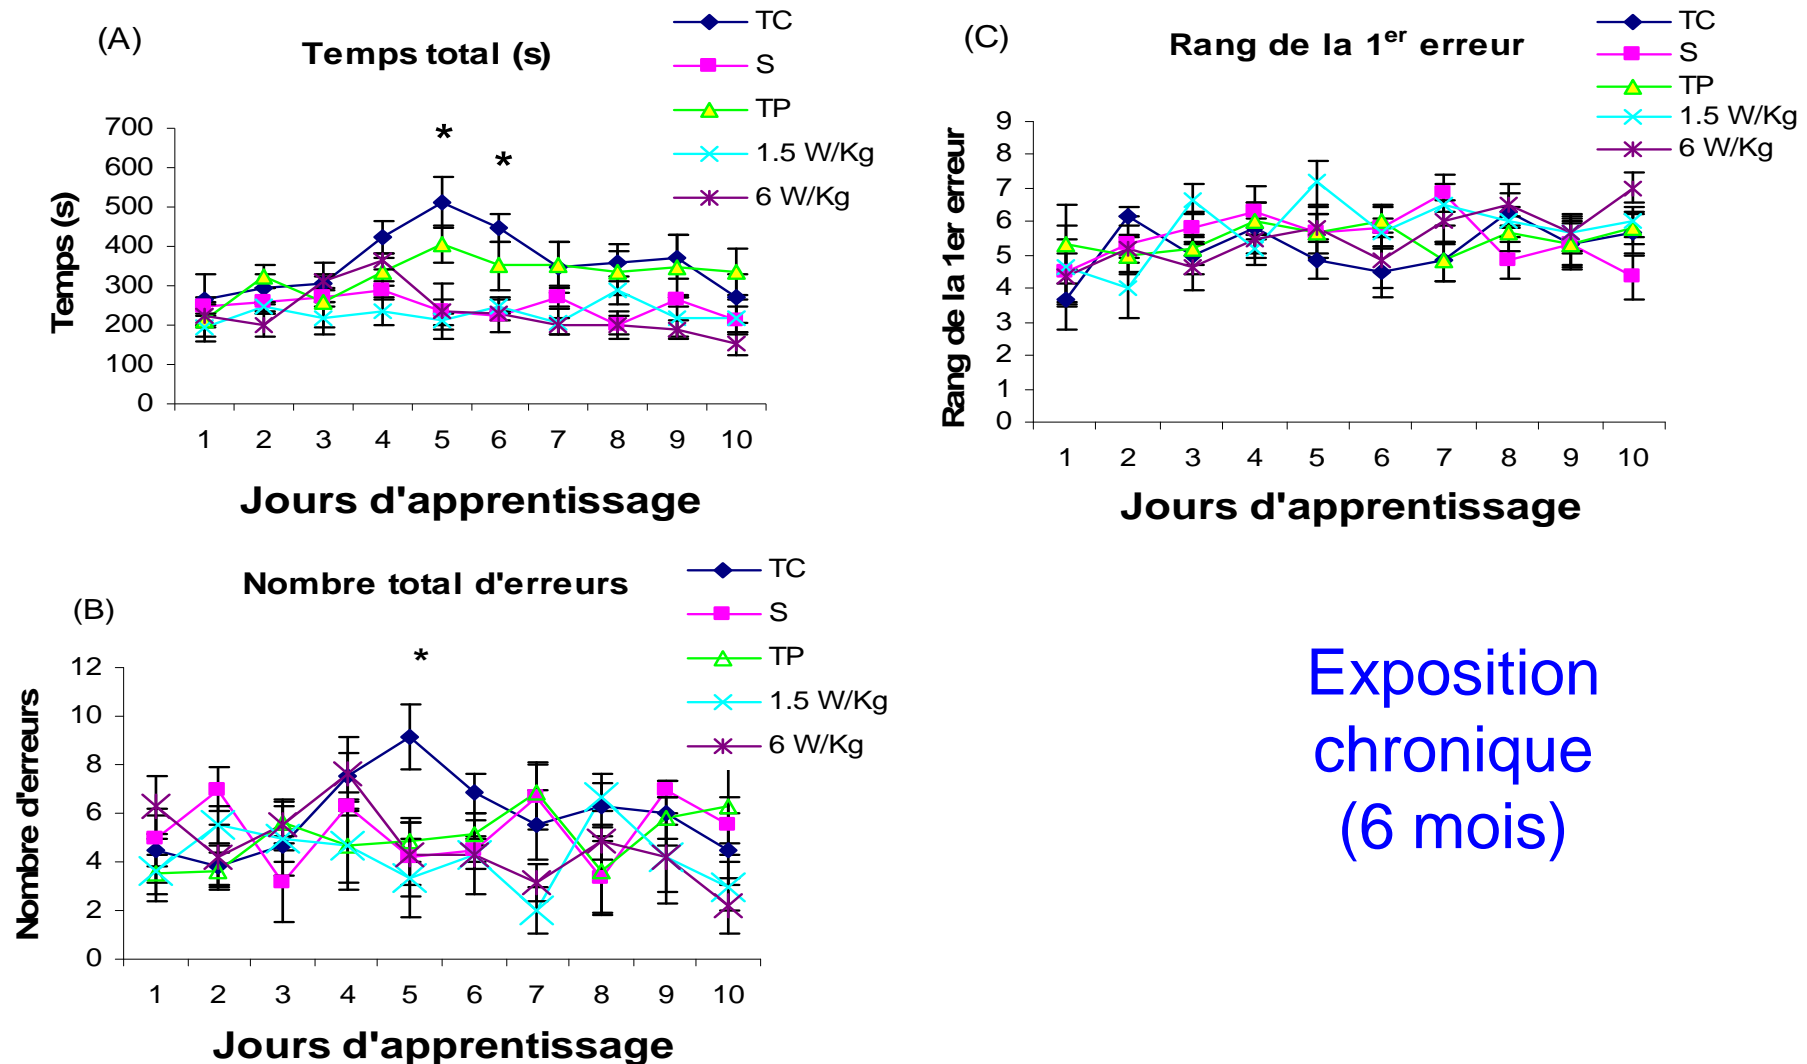 (A)
Temps total (s)
TC
S
TP
1.5 W/Kg
6 W/Kg
* *
Temps (s)
700
600
500
400
300
200
100
0
1 2 3 4 5 6 7 8 9 10
Jours d'apprentissage
(C)
Rang de la 1er erreur
TC
S
TP
1.5 W/Kg
6 W/Kg
Rang de la 1er erreur
9
8
7
6
5
4
3
2
1
0
1 2 3 4 5 6 7 8 9 10
Jours d'apprentissage
(B)
Nombre total d'erreurs
TC
S
TP
1.5 W/Kg
6 W/Kg
*
Nombre d'erreurs
12
10
8
6
4
2
0
1 2 3 4 5 6 7 8 9 10
Jours d'apprentissage
Exposition
chronique
(6 mois)